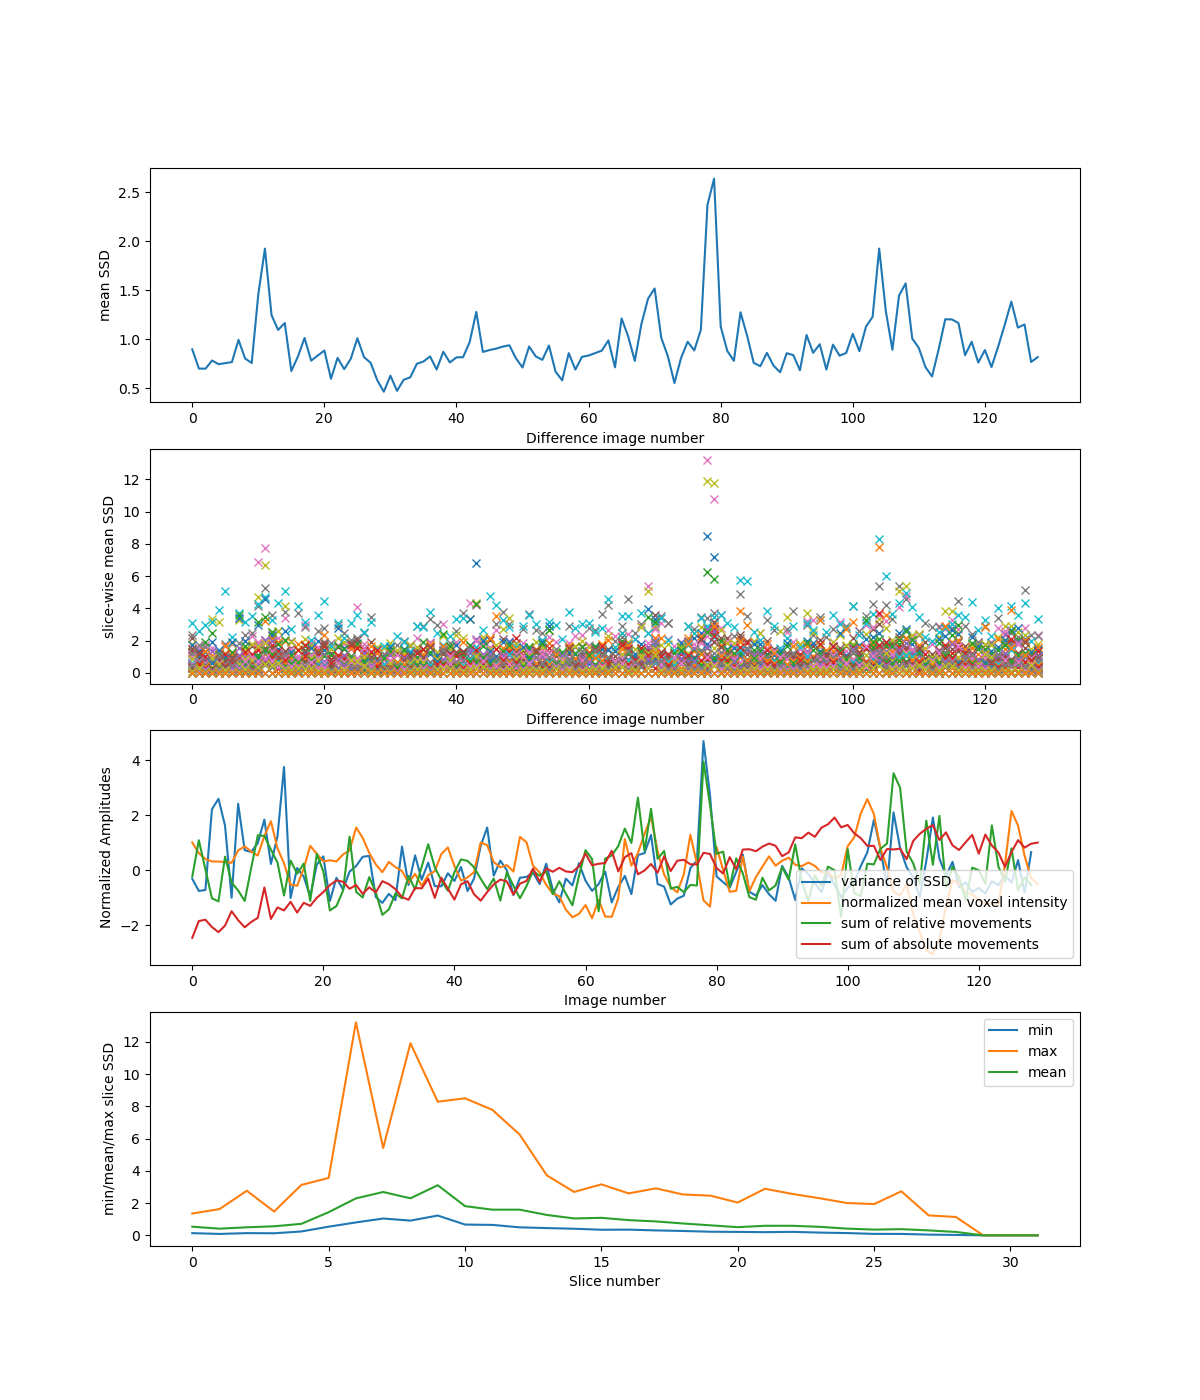 2.5
2.0
1.5
1.0
0.5
mean SSD
0 20 40 60 80 100 120
Difference image number
12
10
8
6
4
2
0
slice-wise mean SSD
0 20 40 60 80 100 120
Difference image number
4
2
0
−2
Normalized Amplitudes
variance of SSD
normalized mean voxel intensity
sum of relative movements
sum of absolute movements
0 20 40 60 80 100 120
Image number
12
10
8
6
4
2
0
min/mean/max slice SSD
min
max
mean
0 5 10 15 20 25 30
Slice number